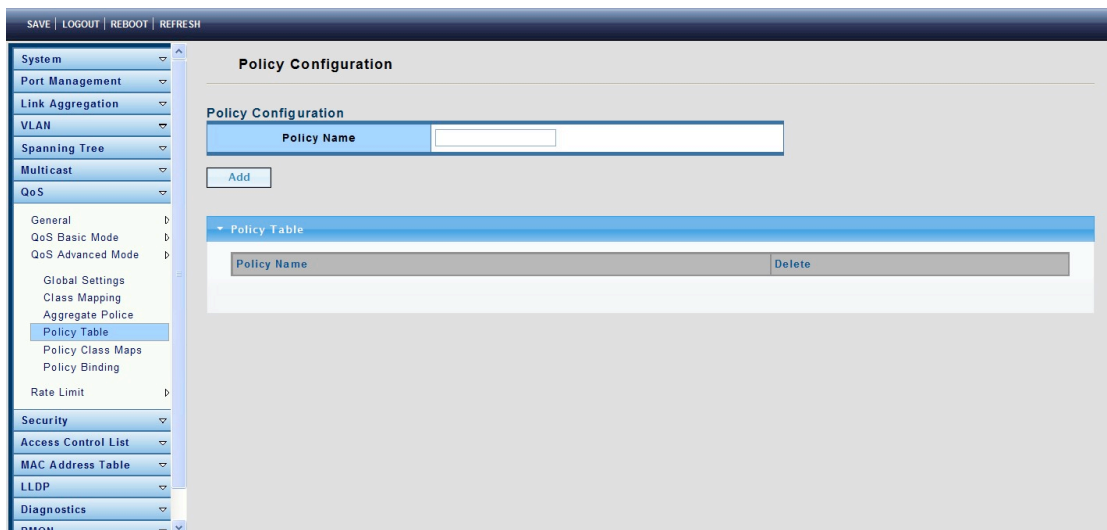 SAVE | LOGOUT | REBOOT | REFRESH
System
Port Management
Link Aggregation
VLAN
Spanning Tree
Multicast
QoS
General
QoS Basic Mode
QoS Advanced Mode
Global Settings
Class Mapping
Aggregate Police
Policy Table
Policy Class Maps
Policy Binding
Rate Limit
Security
Access Control List
MAC Address Table
LLDP
Diagnostics
RMON
Policy Configuration
Policy Configuration
Policy Name
Add
Policy Table
Policy Name Delete